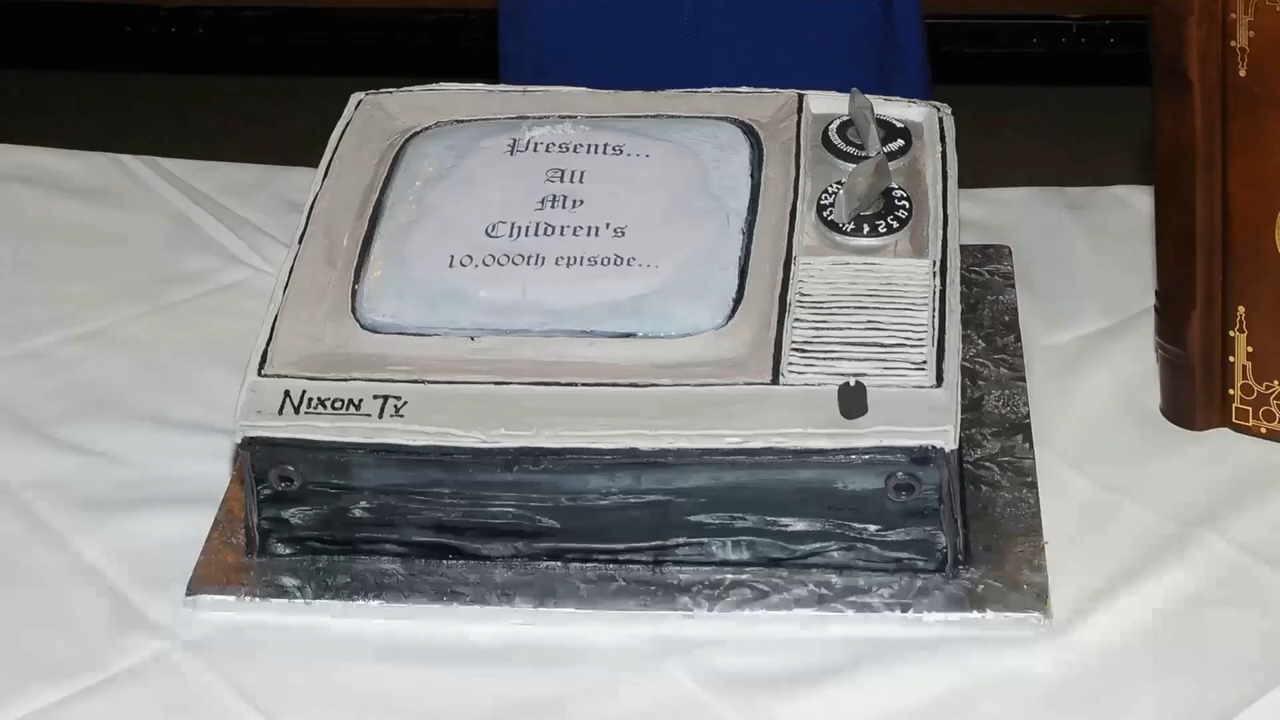 Presents...
All
My
Children's
10,000th episode...
NIXON TV